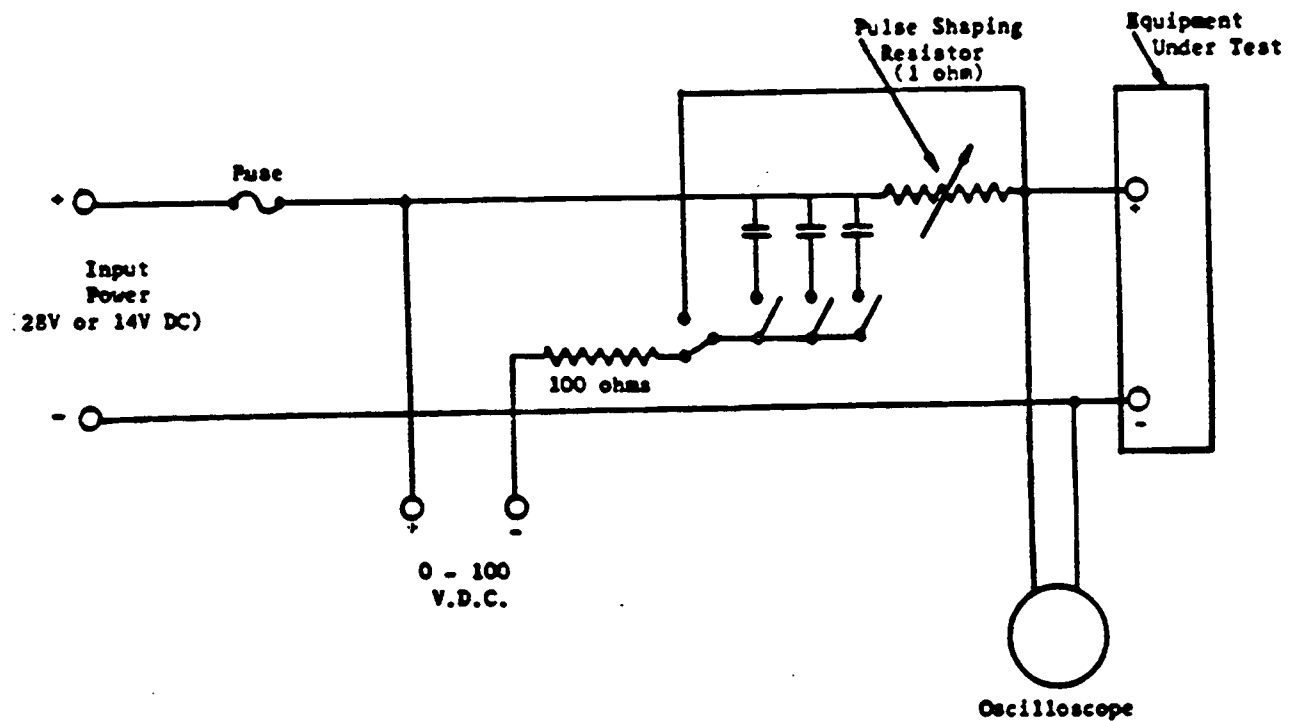 Pulse Shaping
Resistor
(1 ohm)
Equipment
Under Test
Fuse
+
+
Input
Power
28V or 14V DC)
100 ohms
-
-
+
-
0 - 100
V.D.C.
Oscilloscope